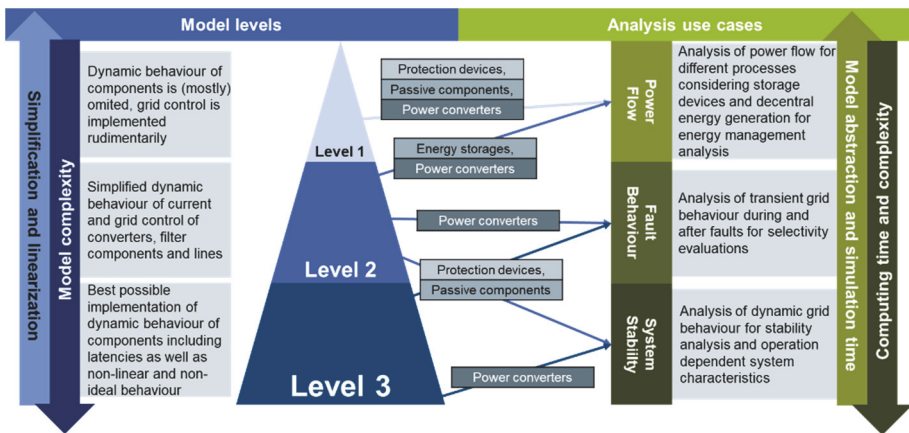 Model levels
Analysis use cases
Simplification and linearization
Model complexity
Dynamic behaviour of
components is (mostly)
omited, grid control is
implemented
rudimentarily
Simplified dynamic
behaviour of current
and grid control of
converters, filter
components and lines
Best possible
implementation of
dynamic behaviour of
components including
latencies as well as
non-linear and non-
ideal behaviour
Level 1
Level 2
Level 3
Protection devices,
Passive components,
Power converters
Energy storages,
Power converters
Power converters
Protection devices,
Passive components
Power converters
Power
Flow
Fault
Behaviour
System
Stabiilty
Analysis of power flow for
different processes
considering storage
devices and decentral
energy generation for
energy management
analysis
Analysis of transient grid
behaviour during and
after faults for selectivity
evaluations
Analysis of dynamic grid
behaviour for stability
analysis and operation
dependent system
characteristics
Model abstraction and simulation time
Computing time and complexity